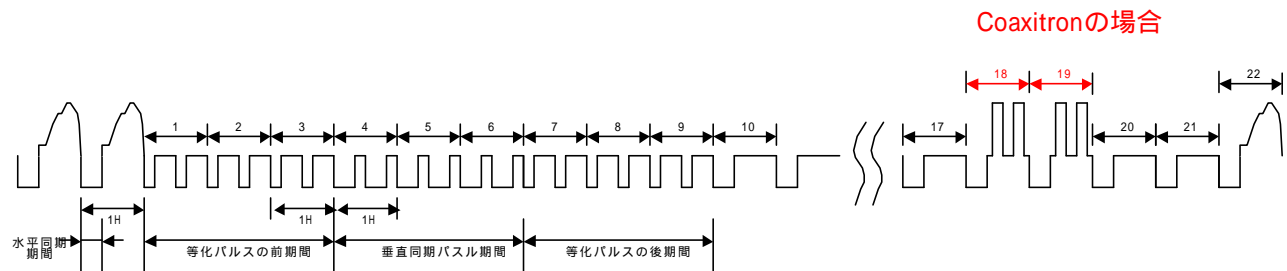 Coaxitronの場合
18 19 22
1 2 3 4 5 6 7 8 9 10 17 20 21
1H 1H 1H
水平同期
期間
等化パルスの前期間 垂直同期パスル期間 等化パルスの後期間